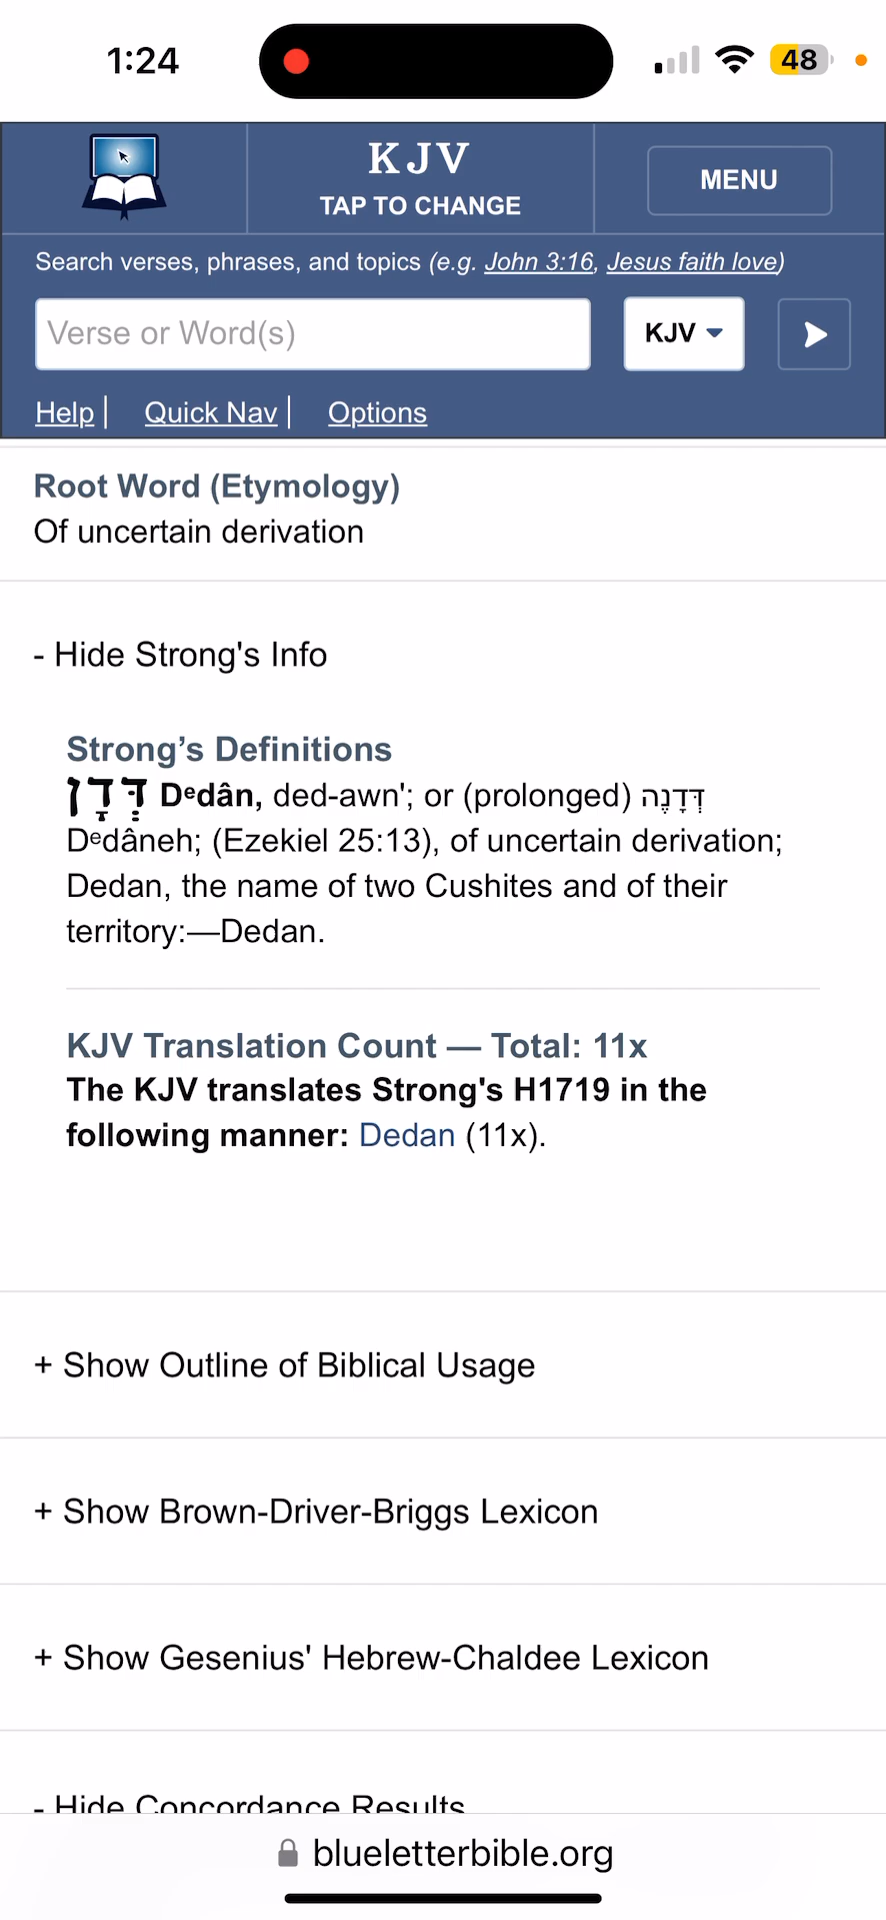 1:24
48
KJV
TAP TO CHANGE
MENU
Search verses, phrases, and topics (e.g. John 3:16, Jesus faith love)
Verse or Word(s)
KJV
Help | Quick Nav | Options
Root Word (Etymology)
Of uncertain derivation
- Hide Strong's Info
Strong’s Definitions
דְּדָן Dᵉdân, ded-awn'; or (prolonged) דְּדָנֶה
Dᵉdâneh; (Ezekiel 25:13), of uncertain derivation;
Dedan, the name of two Cushites and of their
territory:—Dedan.
KJV Translation Count — Total: 11x
The KJV translates Strong's H1719 in the
following manner: Dedan (11x).
+ Show Outline of Biblical Usage
+ Show Brown-Driver-Briggs Lexicon
+ Show Gesenius' Hebrew-Chaldee Lexicon
- Hide Concordance Results
blueletterbible.org